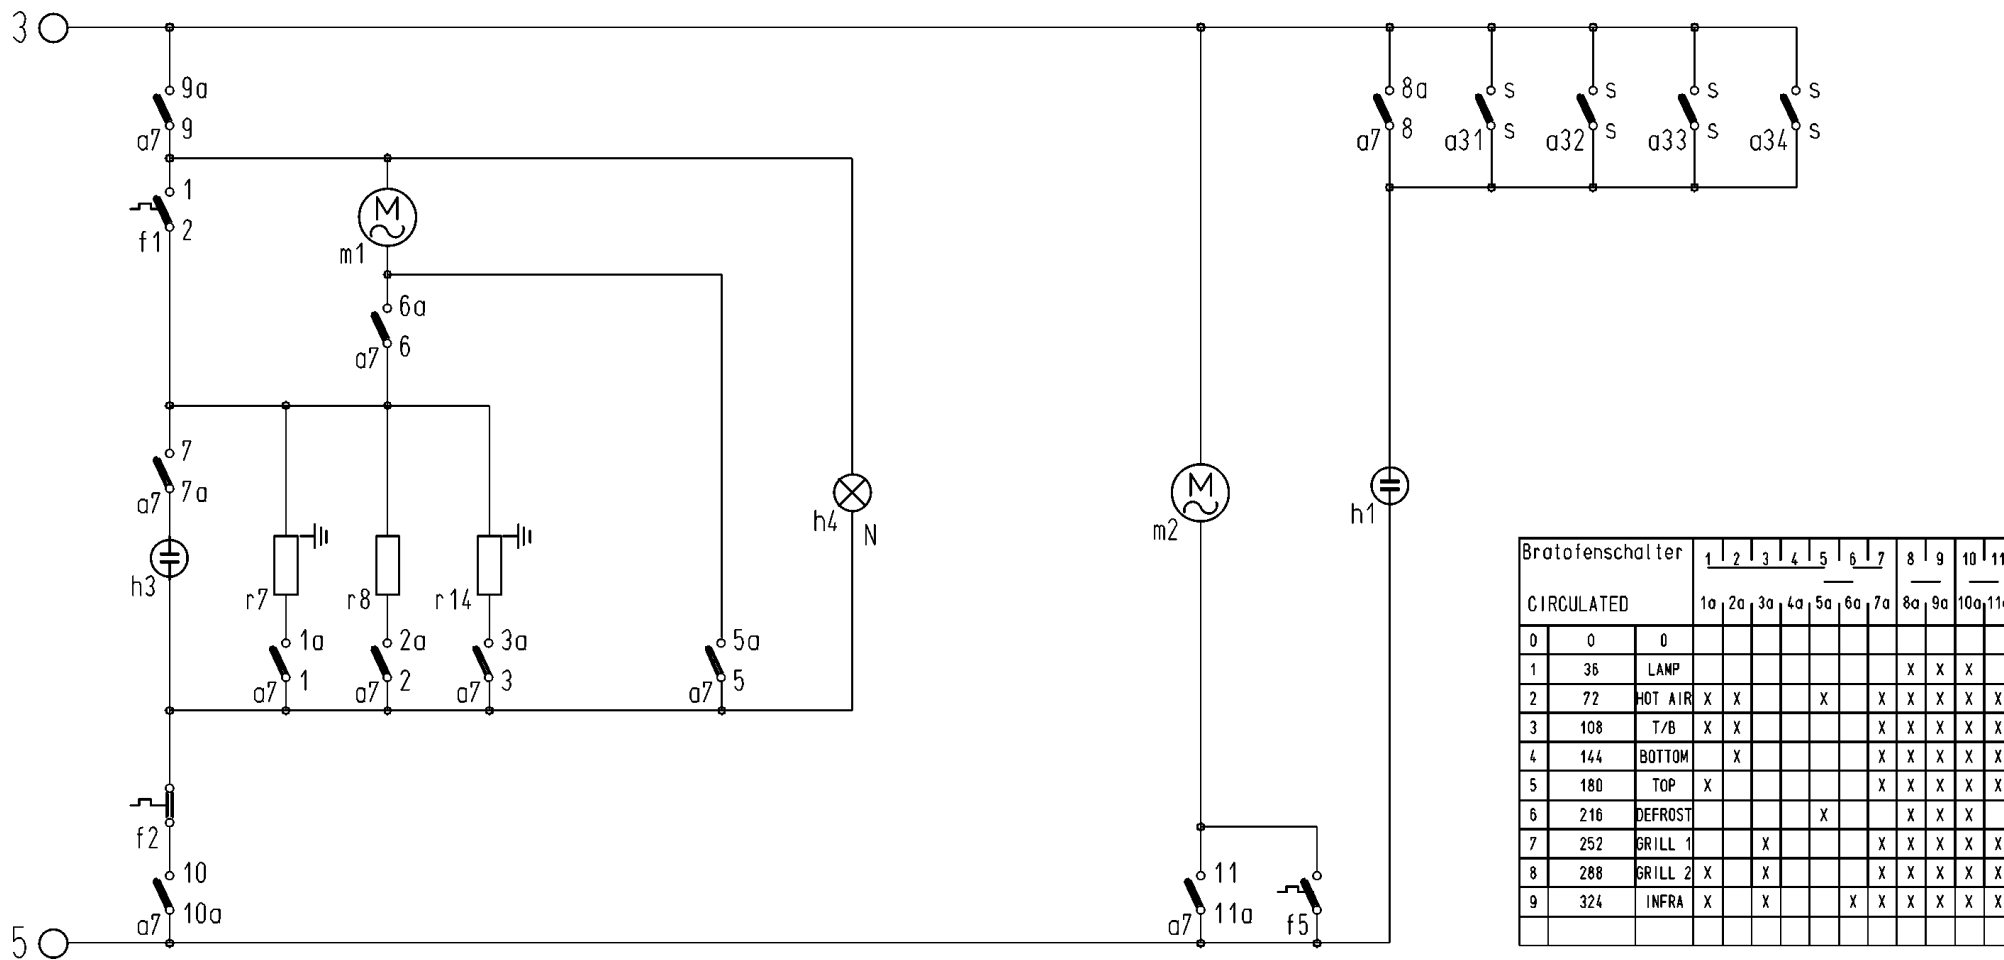 3
9a
8a S S S S
a7 9
a7 8 a31 S a32 S a33 S a34 S
1
f1 2
M
m1
6a
a7 6
7
a7 7a
M
h4 N
m2
h1
h3
r7 r8 r14
1a 2a 3a 5a
a7 1 a7 2 a7 3 a7 5
f2
10
a7 10a
11
a7 11a f5
5
Bratofenschalter 1 2 3 4 5 6 7 8 9 10 11
CIRCULATED 1a 2a 3a 4a 5a 6a 7a 8a 9a 10a 11a
0 0 0
1 36 LAMP X X X
2 72 HOT AIR X X X X X X X X
3 108 T/B X X X X X X X
4 144 BOTTOM X X X X X X
5 180 TOP X X X X X X
6 216 DEFROST X X X X
7 252 GRILL 1 X X X X X X
8 288 GRILL 2 X X X X X X X
9 324 INFRA X X X X X X X X